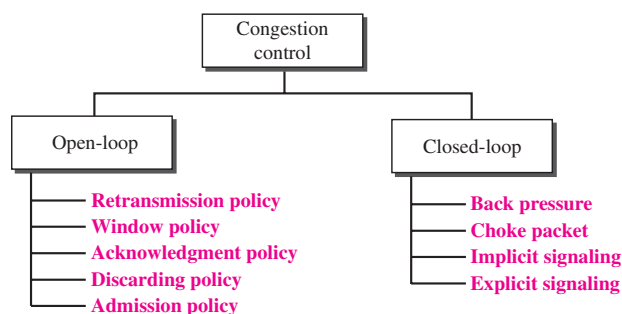 Congestion
control
Open-loop
Retransmission policy
Window policy
Acknowledgment policy
Discarding policy
Admission policy
Closed-loop
Back pressure
Choke packet
Implicit signaling
Explicit signaling